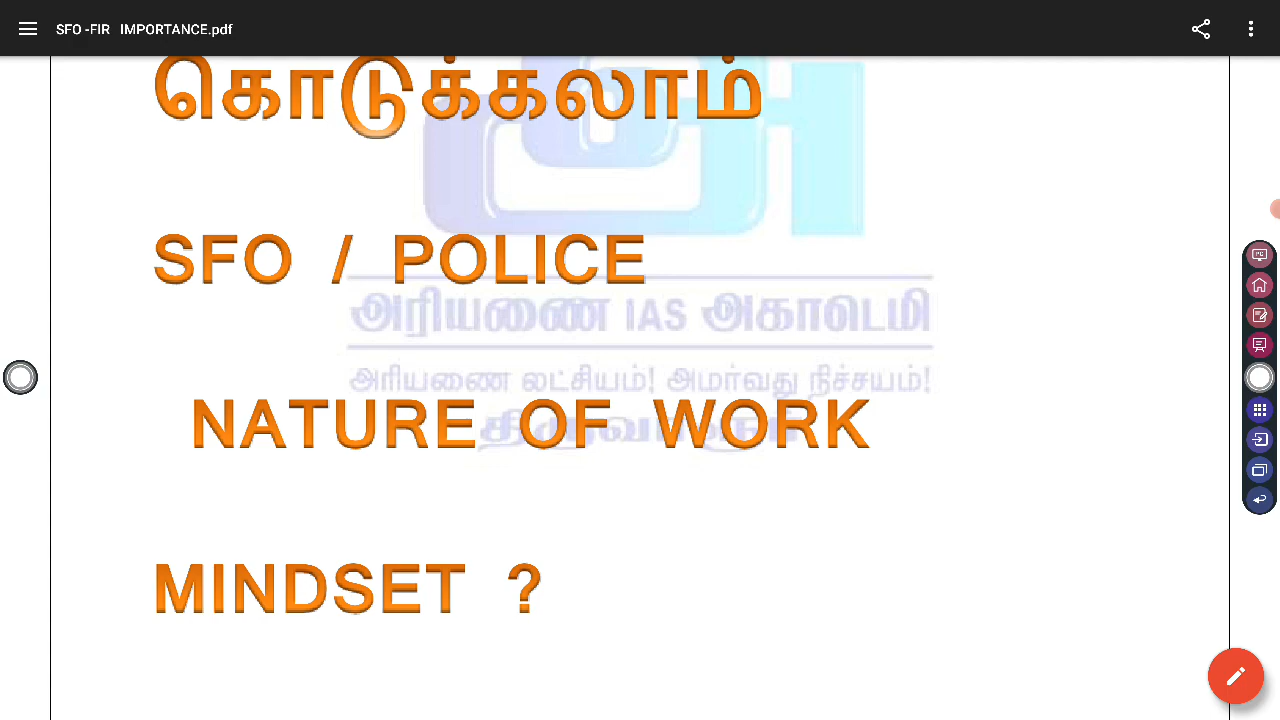 SFO -FIR IMPORTANCE.pdf
கொடுக்கலாம்
SFO / POLICE
அரியணை IAS அகாடெமி
அரியணை லட்சியம்! அமர்வது நிச்சயம்!
NATURE OF WORK
MINDSET ?